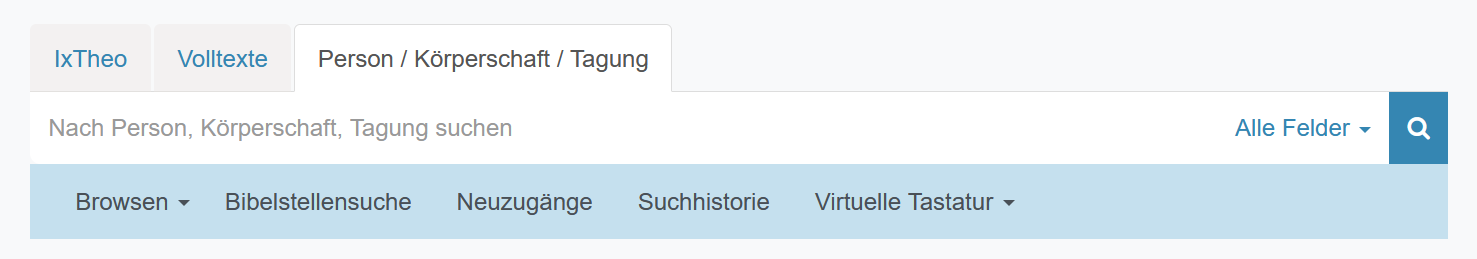 IxTheo Volltexte Person / Körperschaft / Tagung
Nach Person, Körperschaft, Tagung suchen Alle Felder
Browsen Bibelstellensuche Neuzugänge Suchhistorie Virtuelle Tastatur